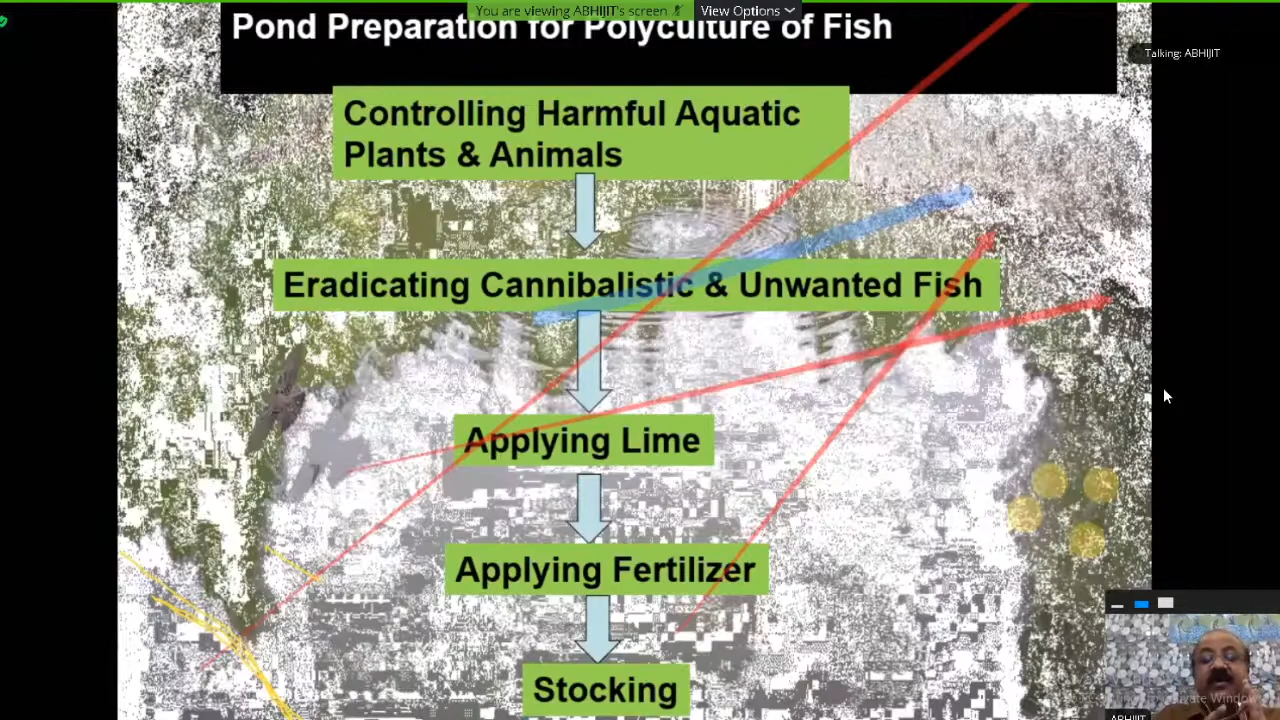 You are viewing ABHIJIT's screen
View Options
Pond Preparation for Polyculture of Fish
Talking: ABHIJIT
Controlling Harmful Aquatic
Plants & Animals
Eradicating Cannibalistic & Unwanted Fish
Applying Lime
Applying Fertilizer
Stocking
ABHIJIT